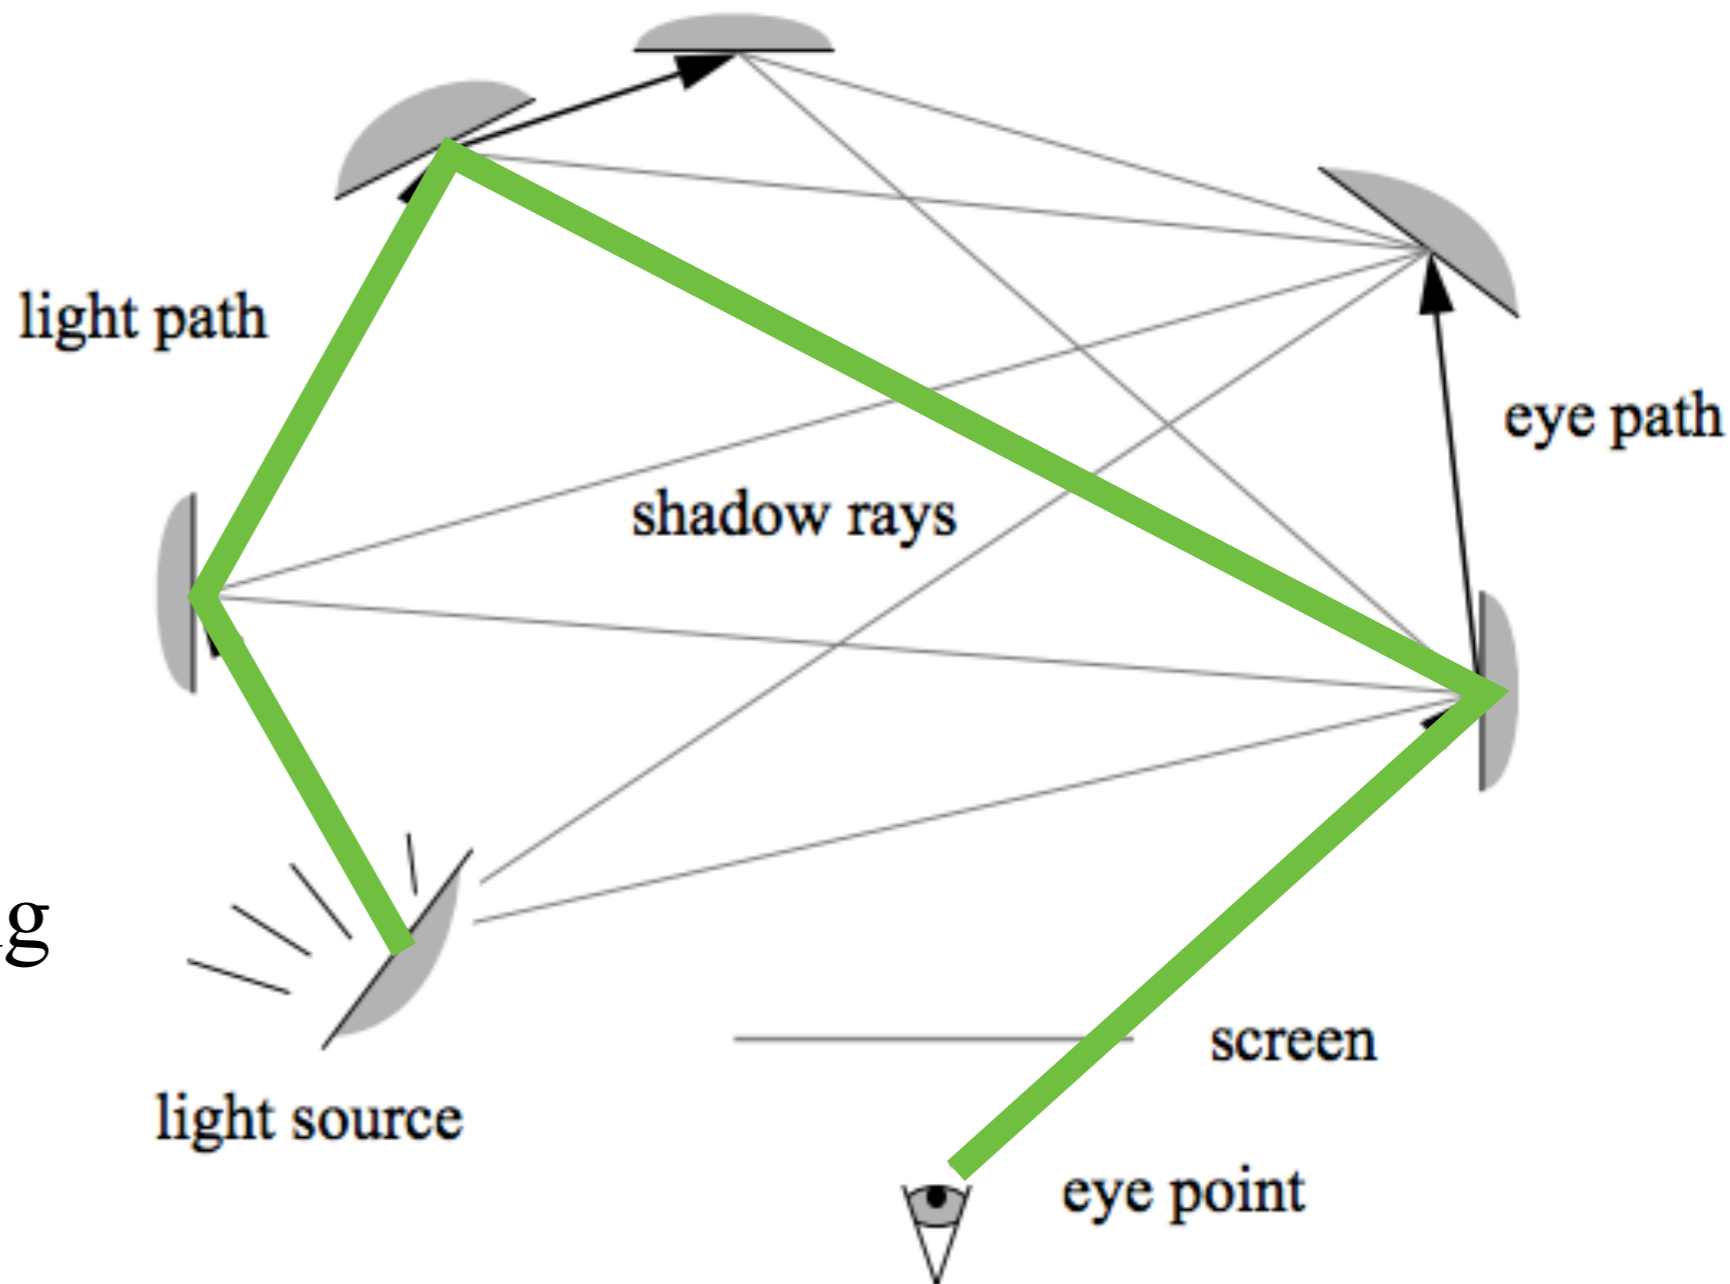 light path
eye path
shadow rays
screen
light source
eye point